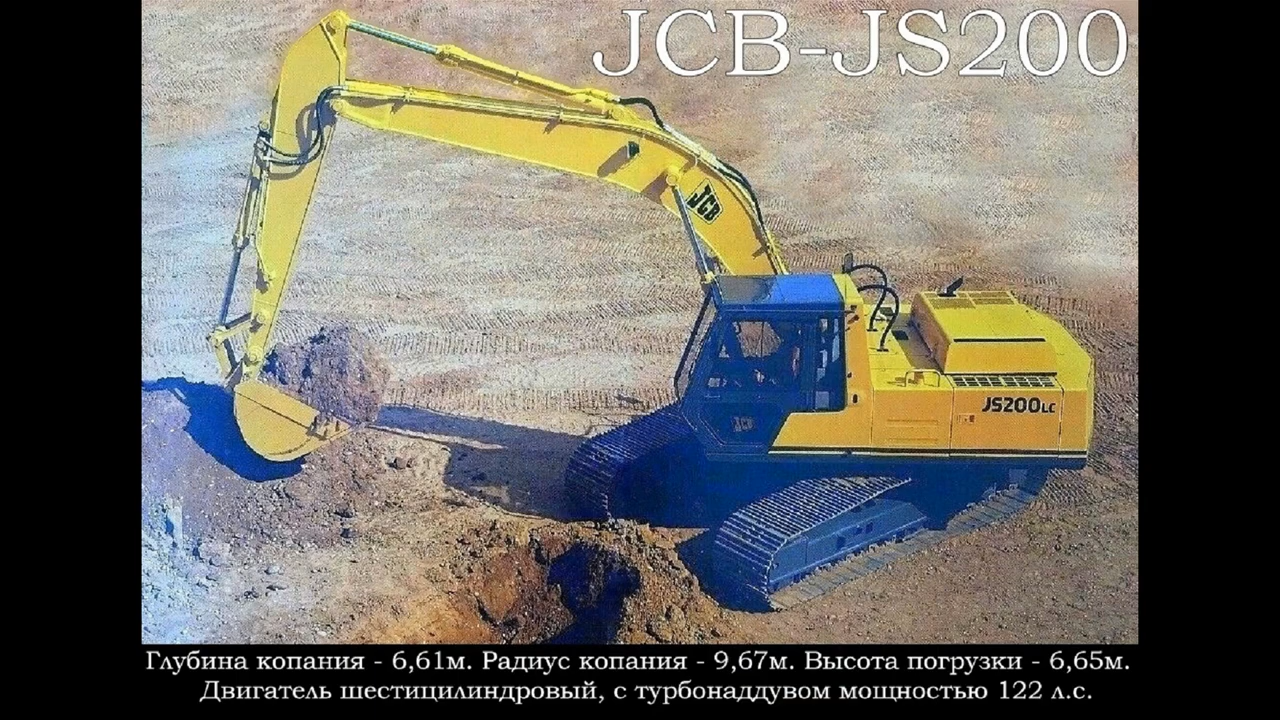 JCB-JS200
JCB
JS200LC
JCB
Глубина копания - 6,61м. Радиус копания - 9,67м. Высота погрузки - 6,65м.
Двигатель шестицилиндровый, с турбонаддувом мощностью 122 л.с.